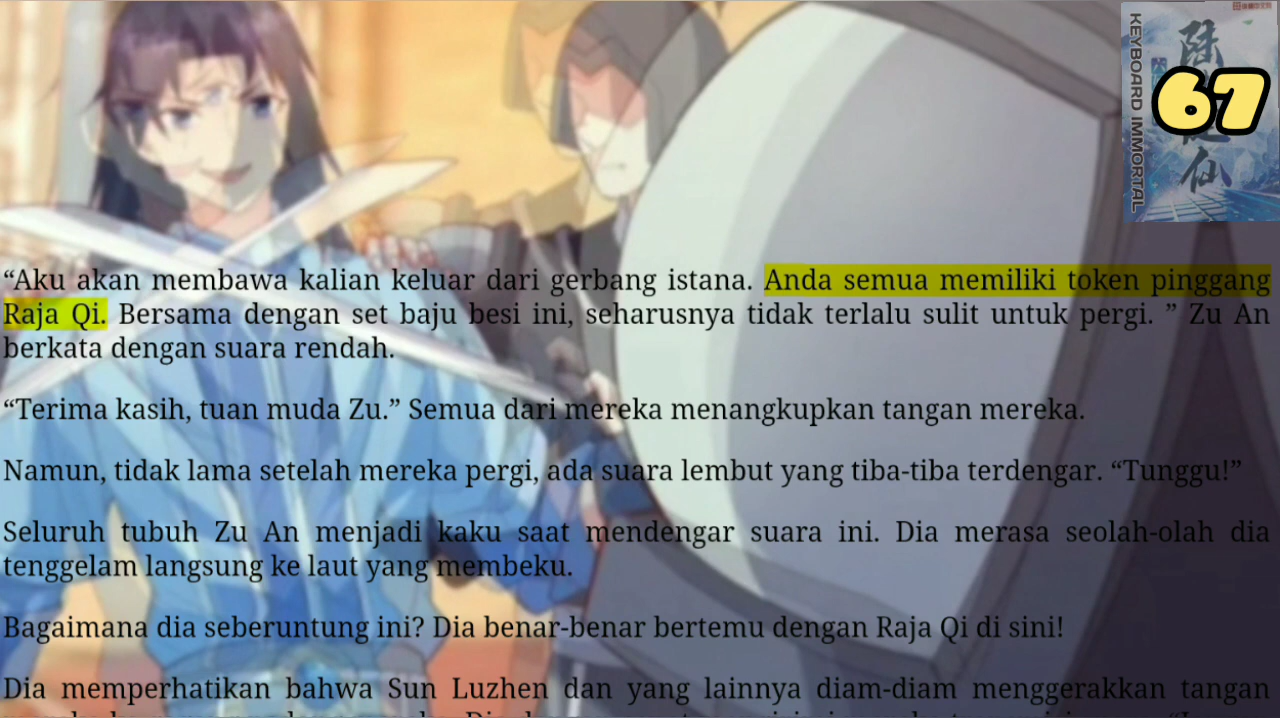 KEYBOARD IMMORTAL
67
“Aku akan membawa kalian keluar dari gerbang istana. Anda semua memiliki token pinggang
Raja Qi. Bersama dengan set baju besi ini, seharusnya tidak terlalu sulit untuk pergi. ” Zu An
berkata dengan suara rendah.
“Terima kasih, tuan muda Zu.” Semua dari mereka menangkupkan tangan mereka.
Namun, tidak lama setelah mereka pergi, ada suara lembut yang tiba-tiba terdengar. “Tunggu!”
Seluruh tubuh Zu An menjadi kaku saat mendengar suara ini. Dia merasa seolah-olah dia
tenggelam langsung ke laut yang membeku.
Bagaimana dia seberuntung ini? Dia benar-benar bertemu dengan Raja Qi di sini!
Dia memperhatikan bahwa Sun Luzhen dan yang lainnya diam-diam menggerakkan tangan